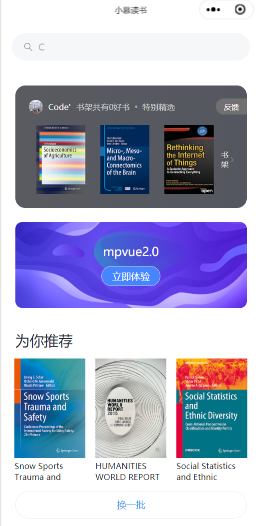 小慕读书
C
Code' 书架共有0好书 · 特别精选
反馈
Socioeconomics
of Agriculture
Micro-, Meso-
and Macro-
Connectomics
of the Brain
Rethinking
the Internet
of Things
书架
mpvue2.0
立即体验
为你推荐
Snow Sports
Trauma and
Safety
HUMANITIES
WORLD
REPORT
2015
Social Statistics
and
Ethnic Diversity
Snow Sports
Trauma and
HUMANITIES
WORLD REPORT
Social Statistics
and Ethnic
换一批